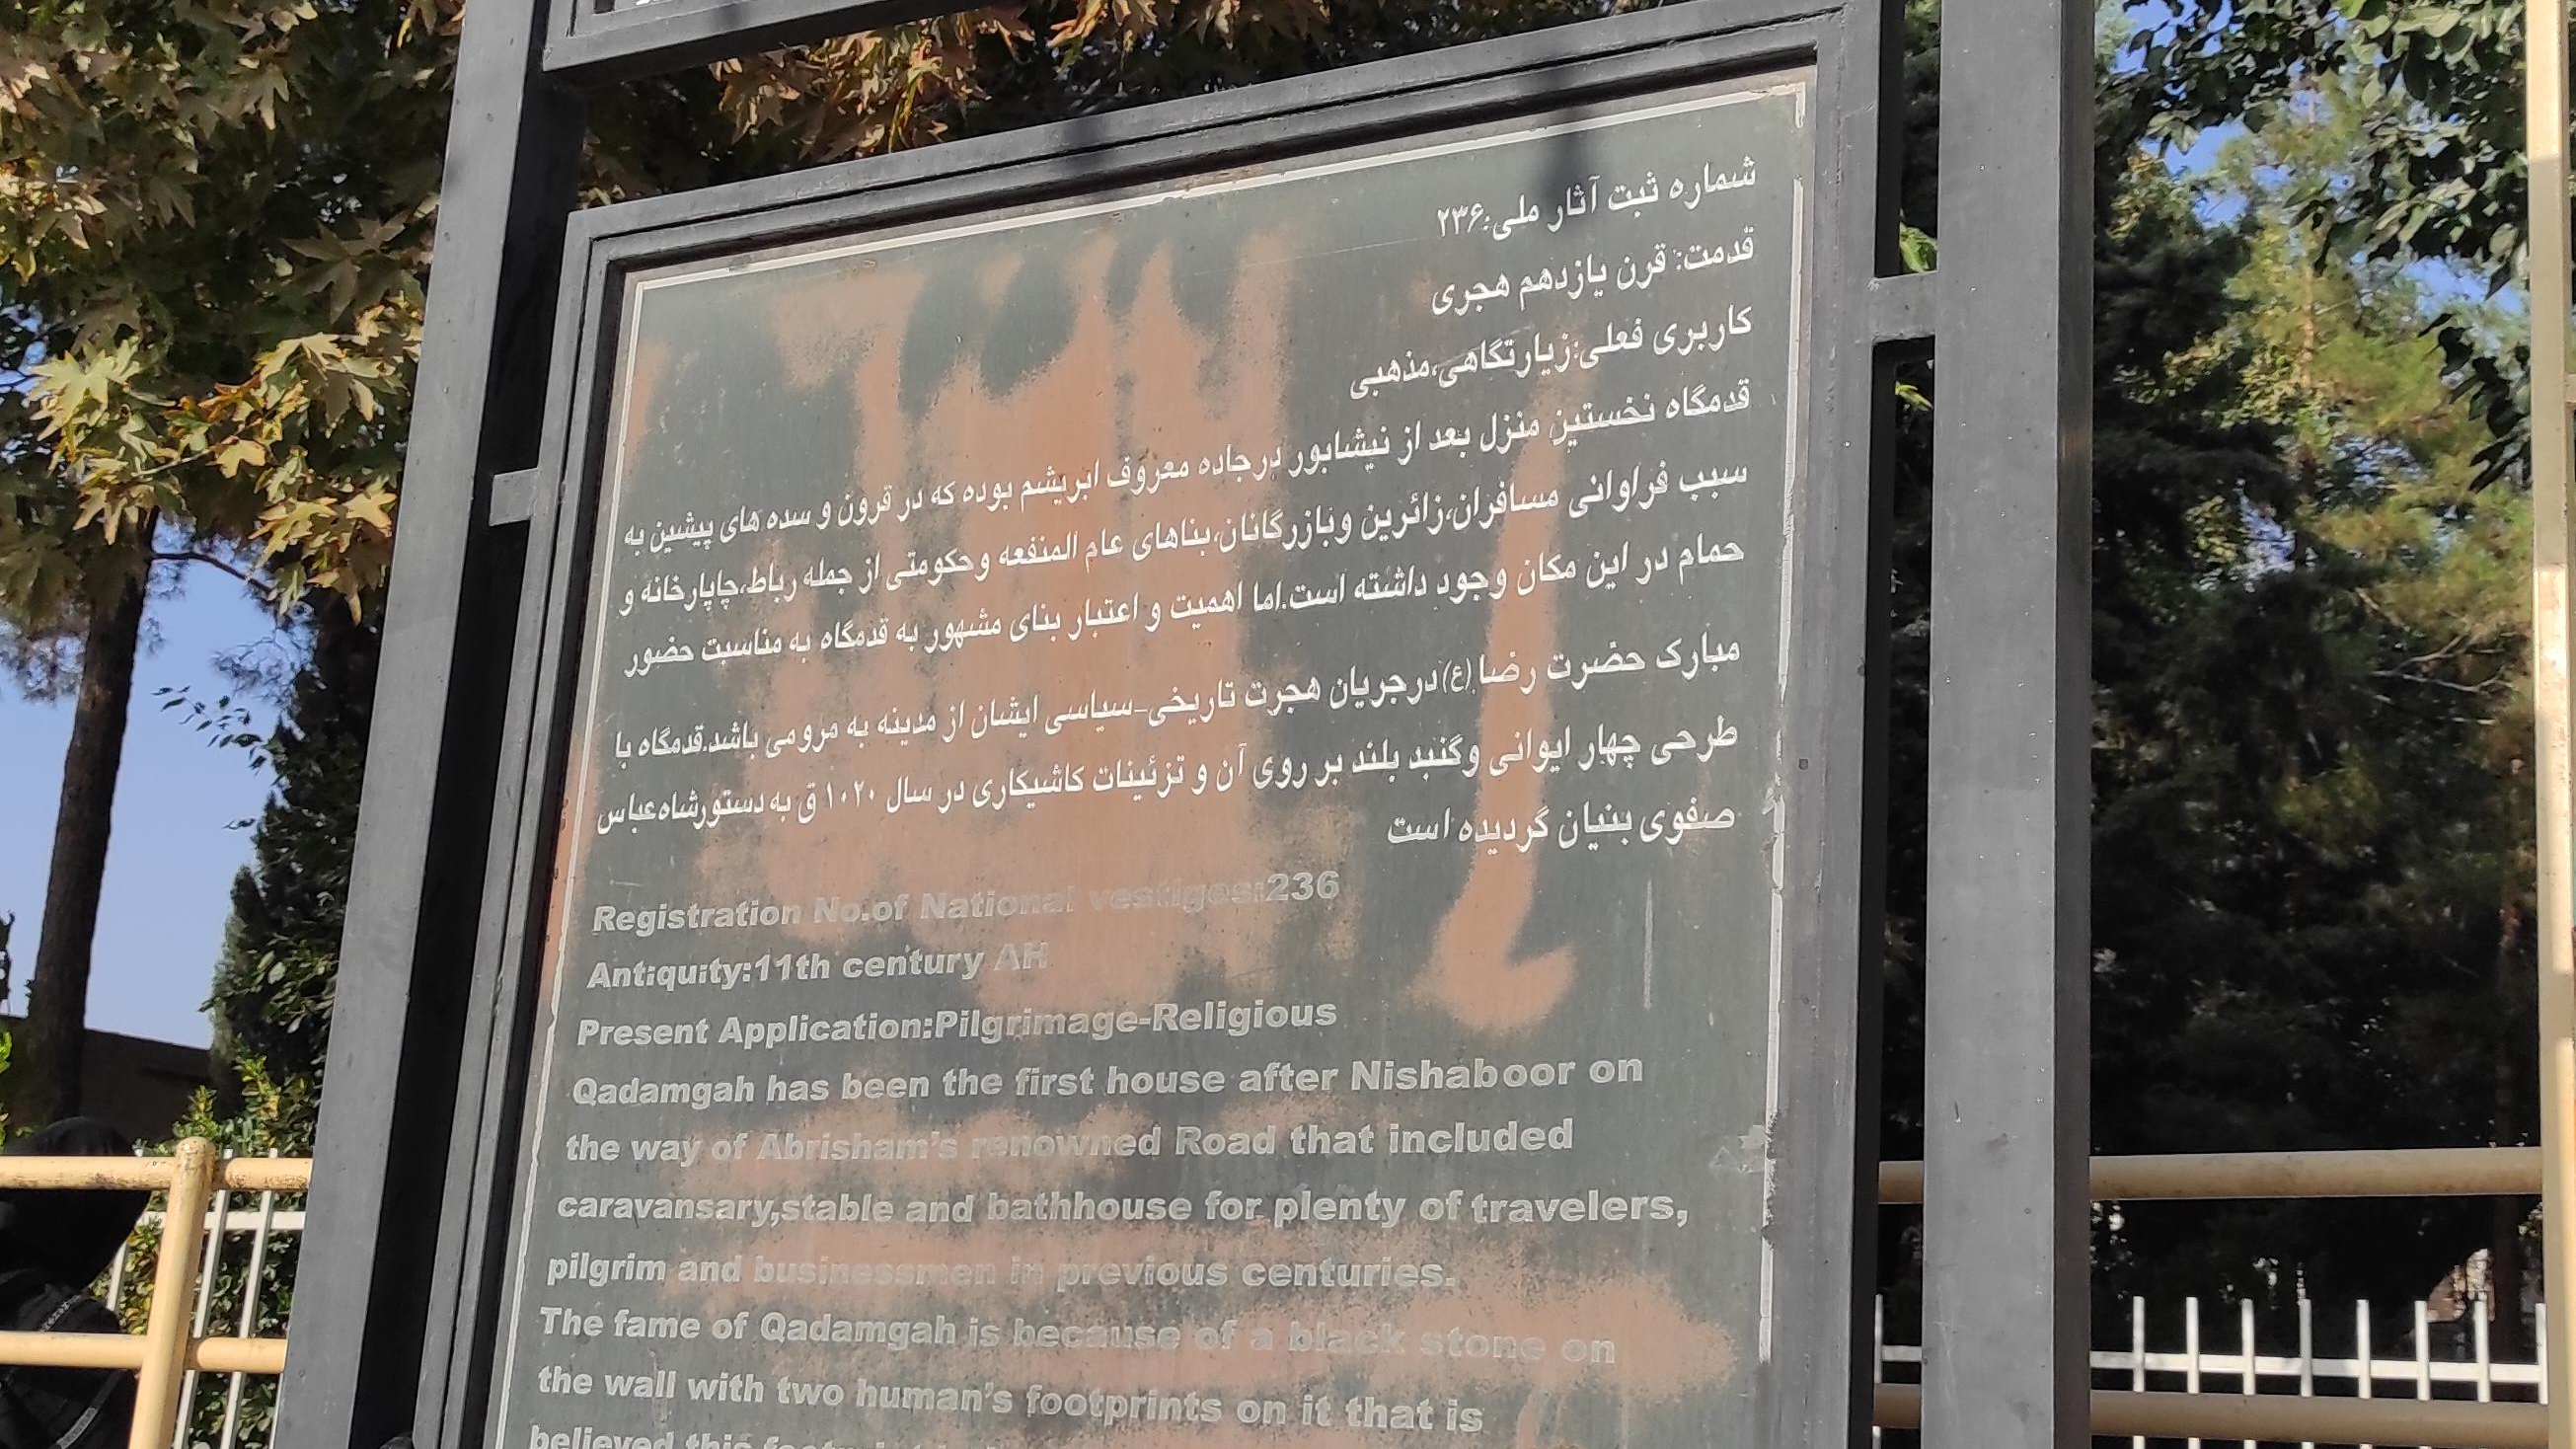 شماره ثبت آثار ملی:۲۳۶
قدمت: قرن یازدهم هجری
کاربری فعلی:زیارتگاهی،مذهبی
قدمگاه نخستین منزل بعد از نیشابور درجاده معروف ابریشم بوده که در قرون و سده های پیشین به
سبب فراوانی مسافران،زائرین وبازرگانان،بناهای عام المنفعه وحکومتی از جمله رباط،چاپارخانه و
حمام در این مکان وجود داشته است.اما اهمیت و اعتبار بنای مشهور به قدمگاه به مناسبت حضور
مبارک حضرت رضا(ع)درجریان هجرت تاریخی-سیاسی ایشان از مدینه به مرومی باشد.قدمگاه با
طرحی چهار ایوانی وگنبد بلند بر روی آن و تزئینات کاشیکاری در سال ۱۰۲۰ ق به دستورشاه عباس
صفوی بنیان گردیده است
Registration No.of National vestiges:236
Antiquity:11th century AH
Present Application:Pilgrimage-Religious
Qadamgah has been the first house after Nishaboor on
the way of Abrisham's renowned Road that included
caravansary,stable and bathhouse for plenty of travelers,
pilgrim and businessmen in previous centuries.
The fame of Qadamgah is because of a black stone on
the wall with two human's footprints on it that is
believed this